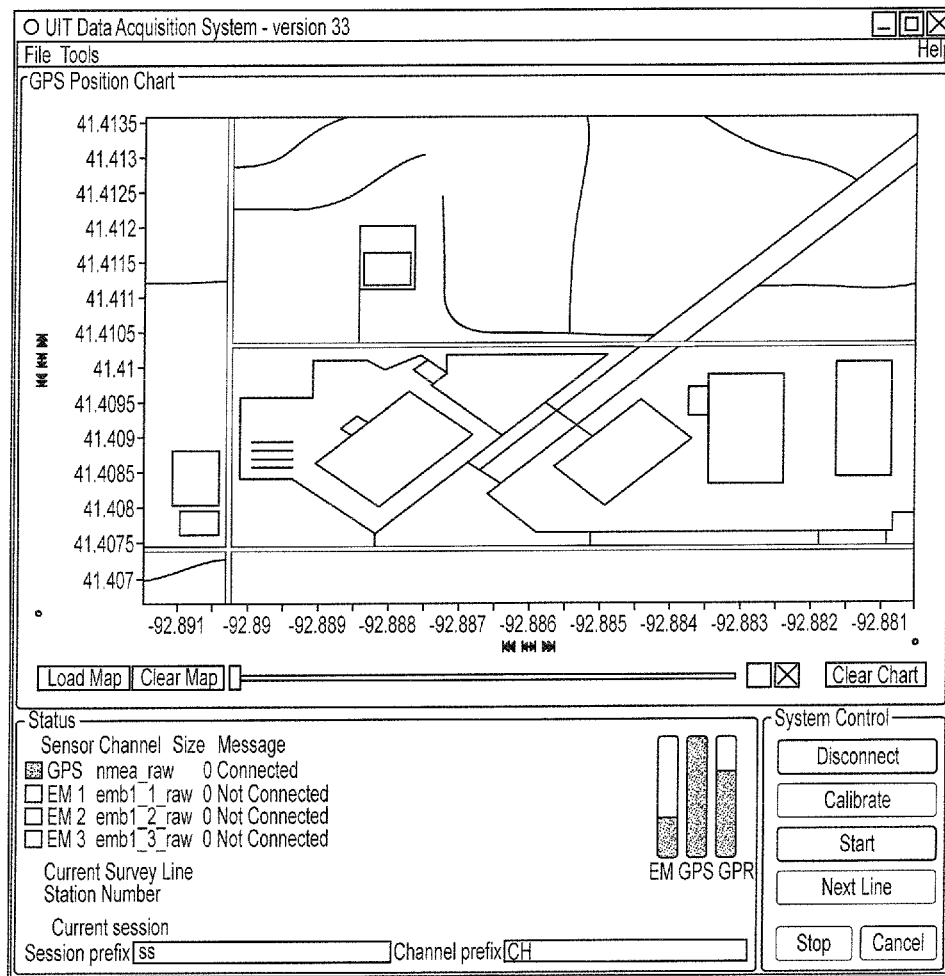 UIT Data Acquisition System - version 33
File Tools Help
GPS Position Chart
41.4135
41.413
41.4125
41.412
41.4115
41.411
41.4105
41.41
41.4095
41.409
41.4085
41.408
41.4075
41.407
-92.891 -92.89 -92.889 -92.888 -92.887 -92.886 -92.885 -92.884 -92.883 -92.882 -92.881
Load Map Clear Map Clear Chart
Status
Sensor Channel Size Message
GPS nmea_raw 0 Connected
EM 1 emb1_1_raw 0 Not Connected
EM 2 emb1_2_raw 0 Not Connected
EM 3 emb1_3_raw 0 Not Connected
EM GPS GPR
Current Survey Line
Station Number
Current session
Session prefix ss Channel prefix CH
System Control
Disconnect
Calibrate
Start
Next Line
Stop Cancel